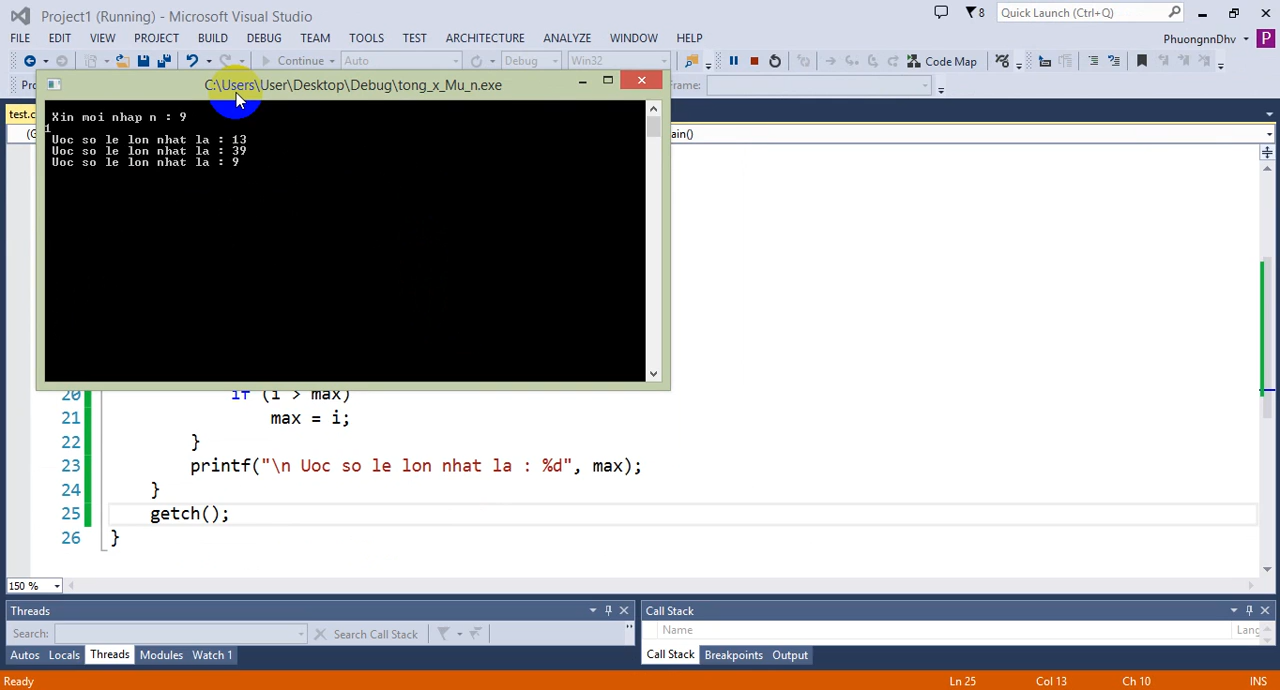 Project1 (Running) - Microsoft Visual Studio
8
Quick Launch (Ctrl+Q)
FILE EDIT VIEW PROJECT BUILD DEBUG TEAM TOOLS TEST ARCHITECTURE ANALYZE WINDOW HELP
PhuongnnDhv
P
Continue Auto Debug Win32 Code Map
C:\Users\User\Desktop\Debug\tong_x_Mu_n.exe
test.c
Xin moi nhap n : 9
1
Uoc so le lon nhat la : 13
Uoc so le lon nhat la : 39
Uoc so le lon nhat la : 9
20 if (i > max)
21 max = i;
22 }
23 printf("\n Uoc so le lon nhat la : %d", max);
24 }
25 getch();
26 }
150 %
Threads
Search: Search Call Stack
Autos Locals Threads Modules Watch 1
Call Stack
Name
Call Stack Breakpoints Output
Ready Ln 25 Col 13 Ch 10 INS